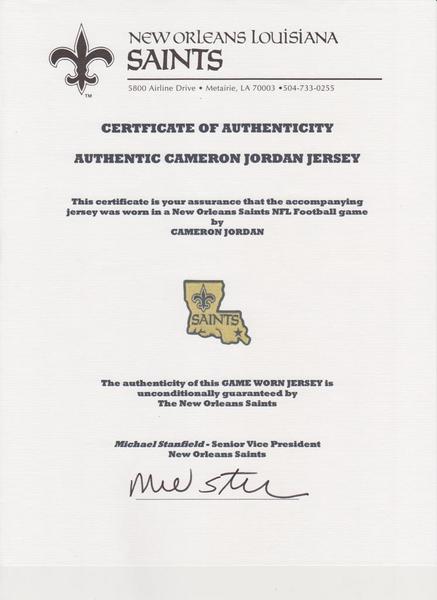 NEW ORLEANS LOUISIANA
SAINTS
TM
5800 Airline Drive • Metairie, LA 70003 •504-733-0255
CERTFICATE OF AUTHENTICITY
AUTHENTIC CAMERON JORDAN JERSEY
This certificate is your assurance that the accompanying
jersey was worn in a New Orleans Saints NFL Football game
by
CAMERON JORDAN
SAINTS
The authenticity of this GAME WORN JERSEY is
unconditionally guaranteed by
The New Orleans Saints
Michael Stanfield - Senior Vice President
New Orleans Saints